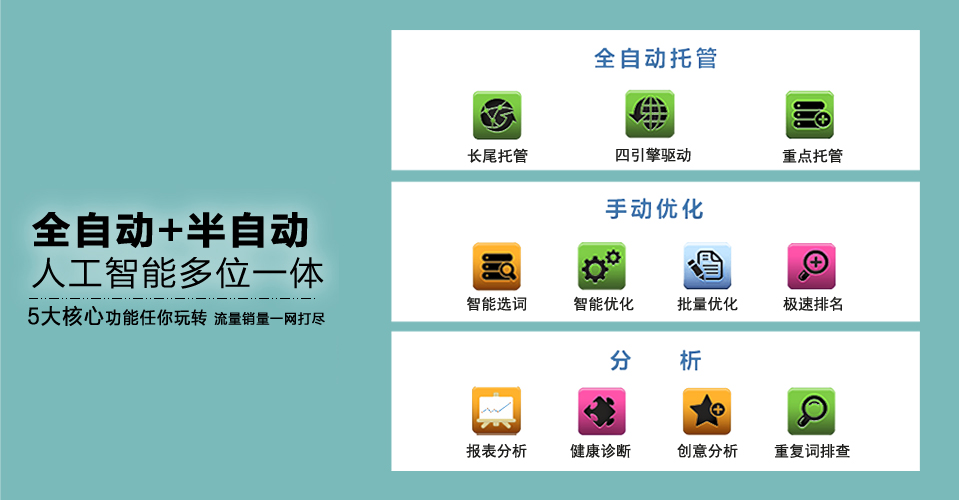 全自动+半自动
人工智能多位一体
5大核心功能任你玩转 流量销量一网打尽
全自动托管
长尾托管 四引擎驱动 重点托管
手动优化
智能选词 智能优化 批量优化 极速排名
分 析
报表分析 健康诊断 创意分析 重复词排查